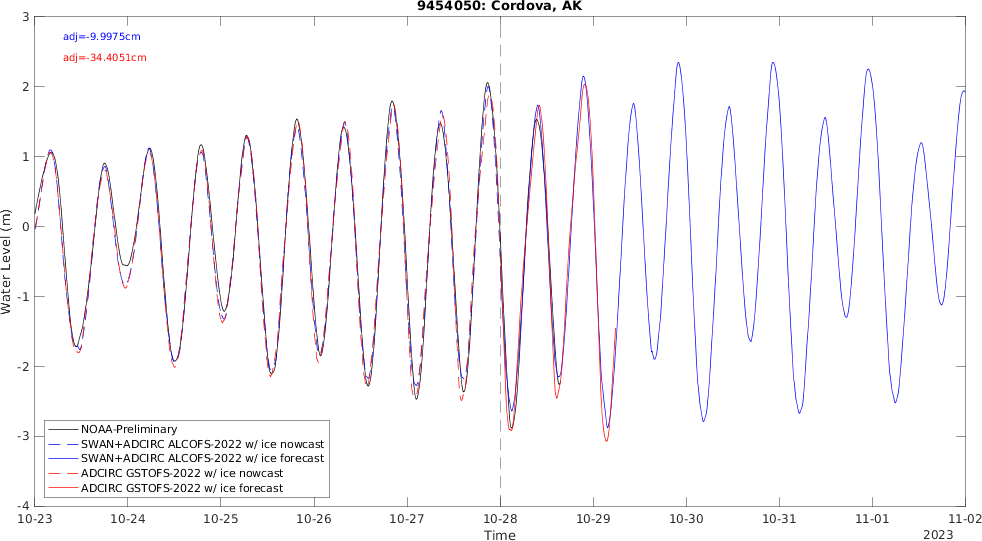 9454050: Cordova, AK
adj=-9.9975cm
adj=-34.4051cm
Water Level (m)
3
2
1
0
-1
-2
-3
-4
NOAA-Preliminary
SWAN+ADCIRC ALCOFS-2022 w/ ice nowcast
SWAN+ADCIRC ALCOFS-2022 w/ ice forecast
ADCIRC GSTOFS-2022 w/ ice nowcast
ADCIRC GSTOFS-2022 w/ ice forecast
10-23 10-24 10-25 10-26 10-27 10-28 10-29 10-30 10-31 11-01 11-02
Time
2023